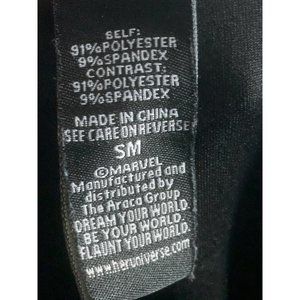 SELF:
91%POLYESTER
9%SPANDEX
CONTRAST:
91%POLYESTER
9%SPANDEX
MADE IN CHINA
SEE CARE ON REVERSE
SM
©MARVEL
Manufactured and
distributed by
The Araca Group
DREAM YOUR WORLD.
BE YOUR WORLD.
FLAUNT YOUR WORLD.
www.heruniverse.com